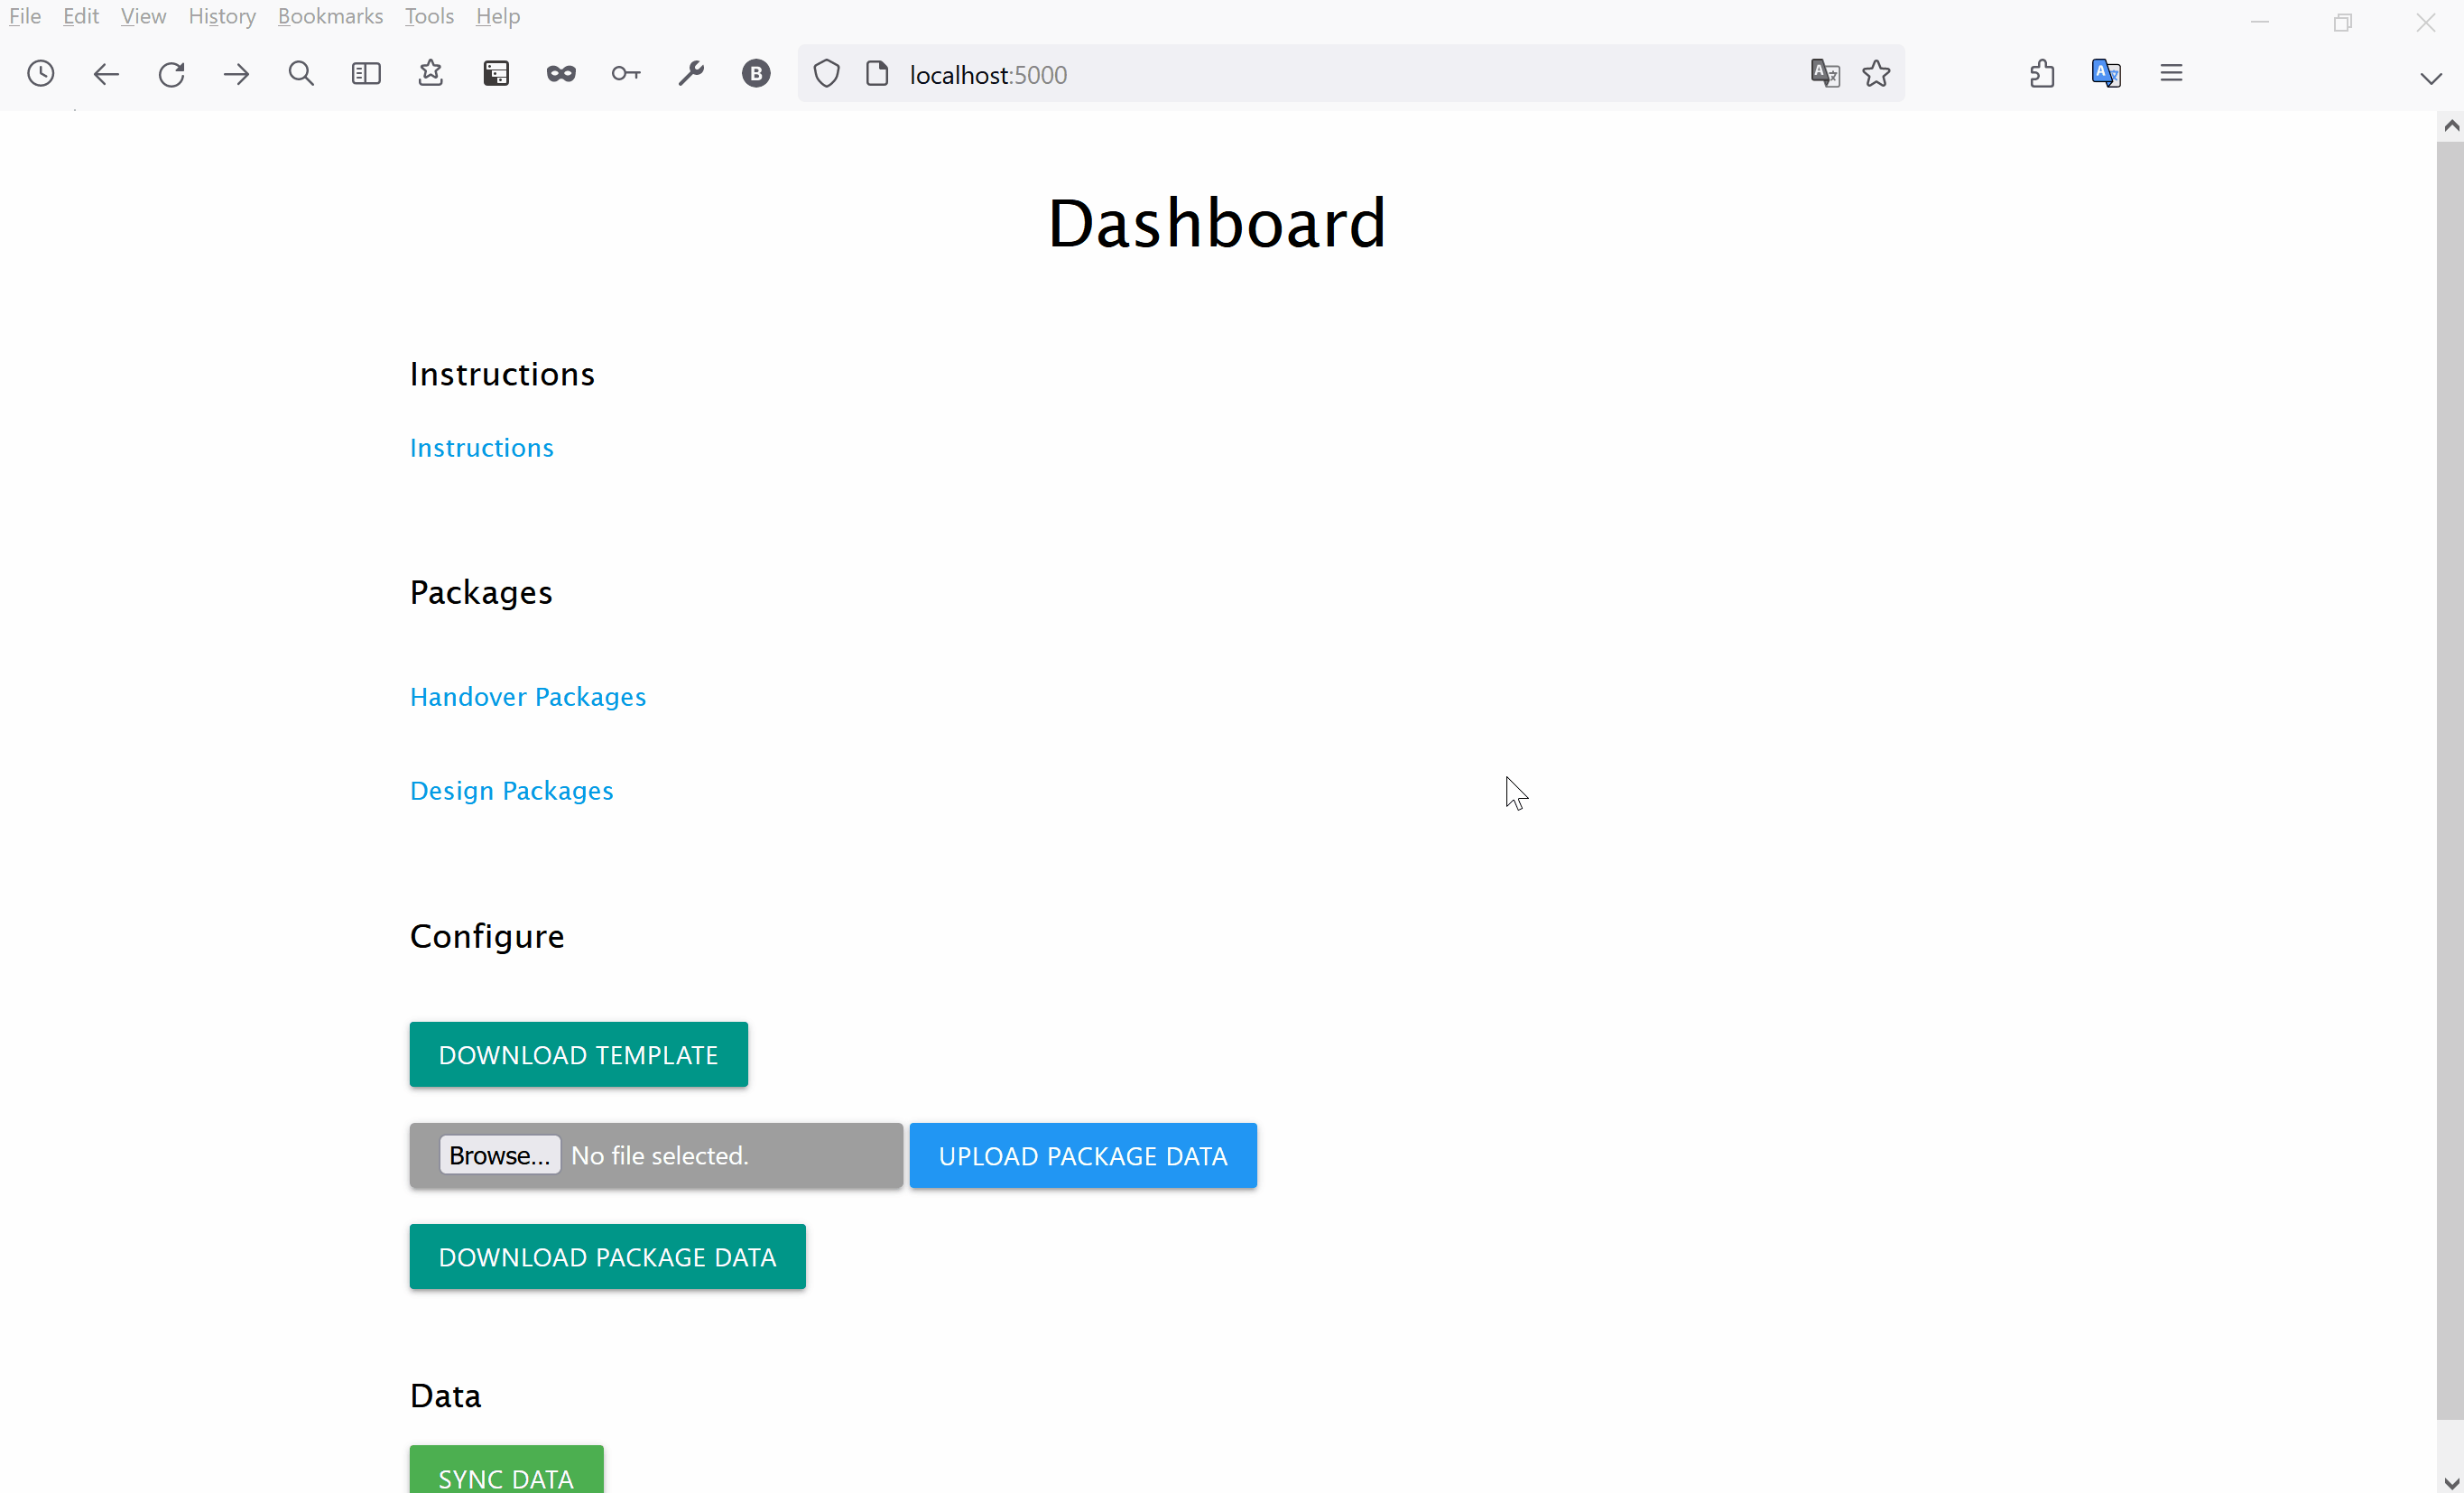 File Edit View History Bookmarks Tools Help
B localhost:5000
Dashboard
Instructions
Instructions
Packages
Handover Packages
Design Packages
Configure
DOWNLOAD TEMPLATE
Browse... No file selected. UPLOAD PACKAGE DATA
DOWNLOAD PACKAGE DATA
Data
SYNC DATA